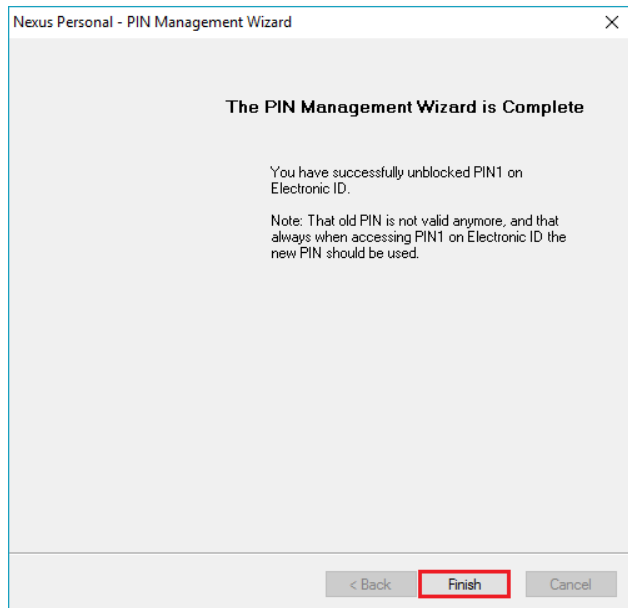 Nexus Personal - PIN Management Wizard
The PIN Management Wizard is Complete
You have successfully unblocked PIN1 on
Electronic ID.
Note: That old PIN is not valid anymore, and that
always when accessing PIN1 on Electronic ID the
new PIN should be used.
< Back Finish Cancel